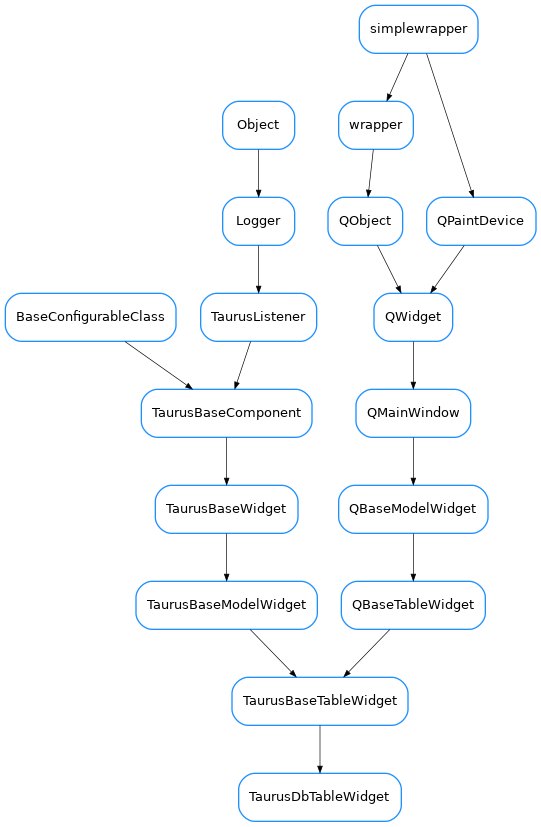 simplewrapper
Object
wrapper
Logger
QObject
QPaintDevice
BaseConfigurableClass
TaurusListener
QWidget
TaurusBaseComponent
QMainWindow
TaurusBaseWidget
QBaseModelWidget
TaurusBaseModelWidget
QBaseTableWidget
TaurusBaseTableWidget
TaurusDbTableWidget